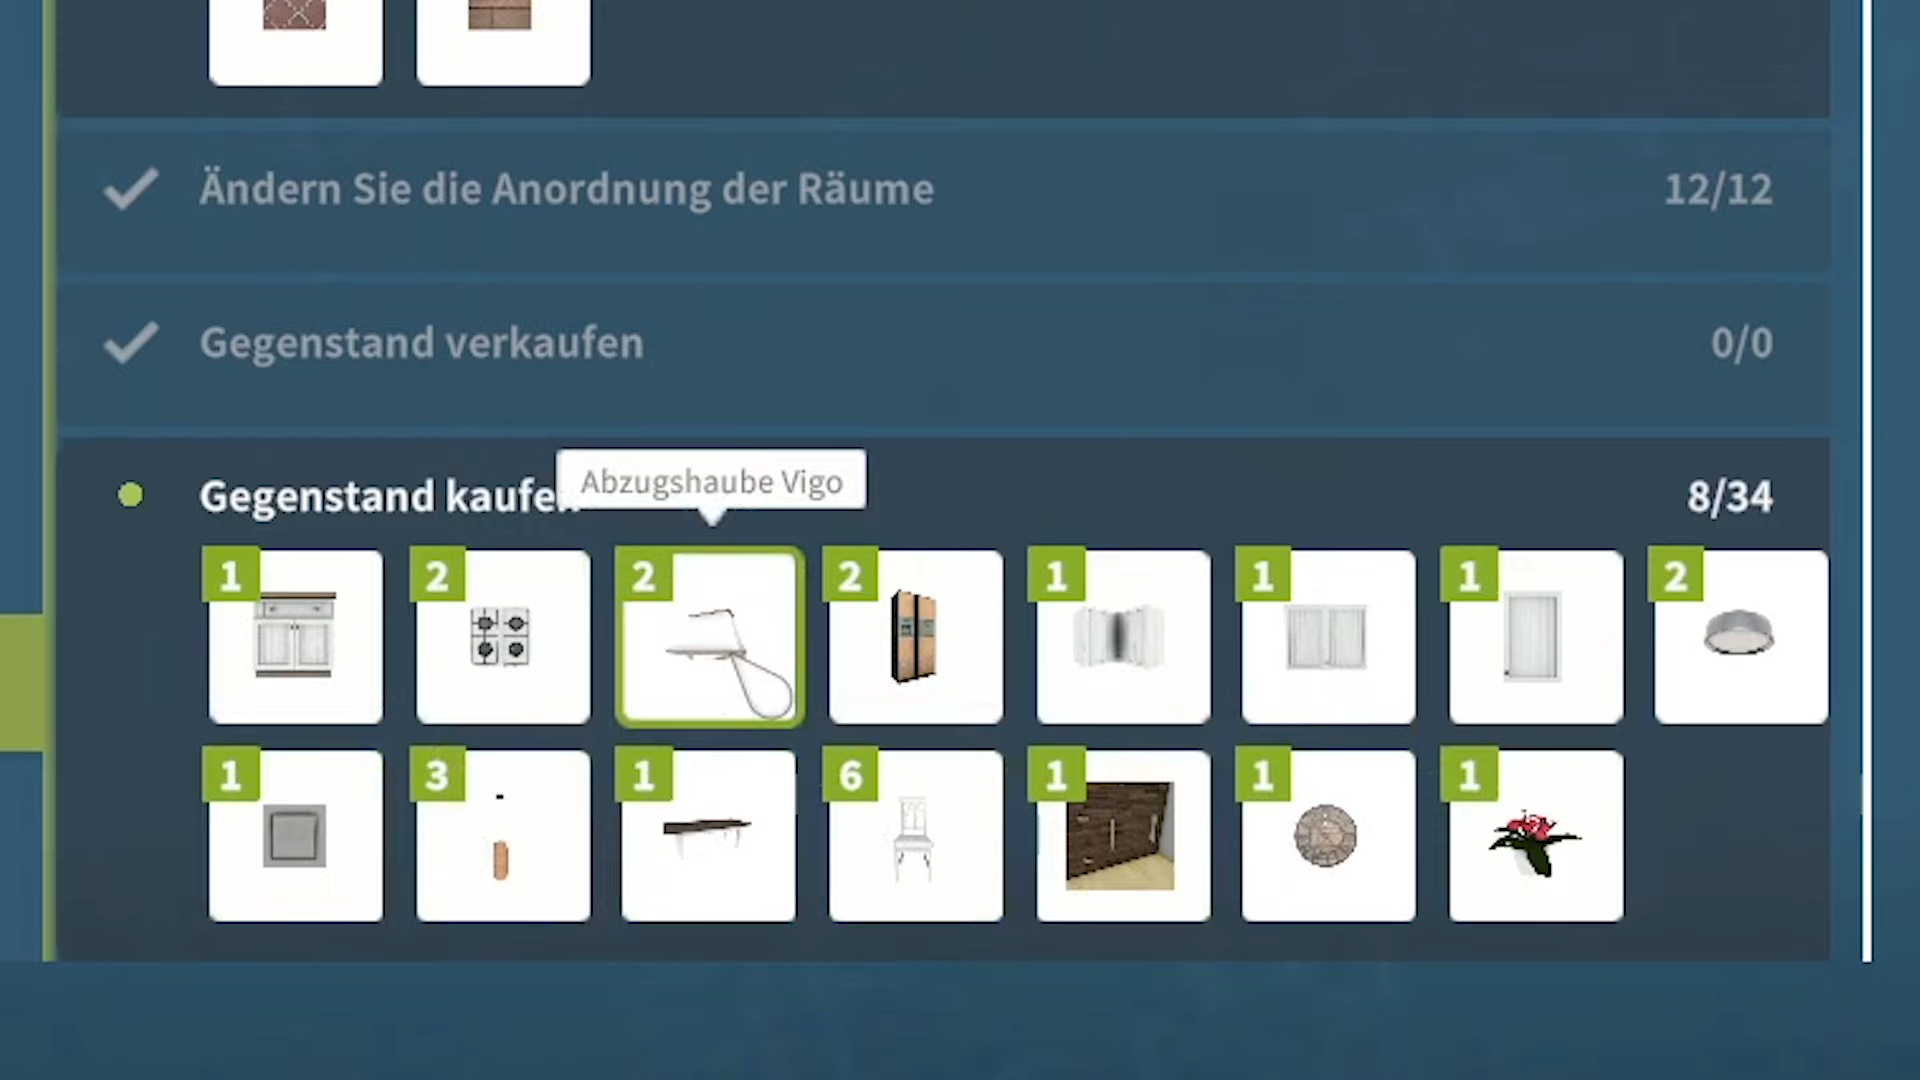 Ändern Sie die Anordnung der Räume 12/12
Gegenstand verkaufen 0/0
Abzugshaube Vigo
Gegenstand kaufen 8/34
1 2 2 2 1 1 1 2
1 3 1 6 1 1 1